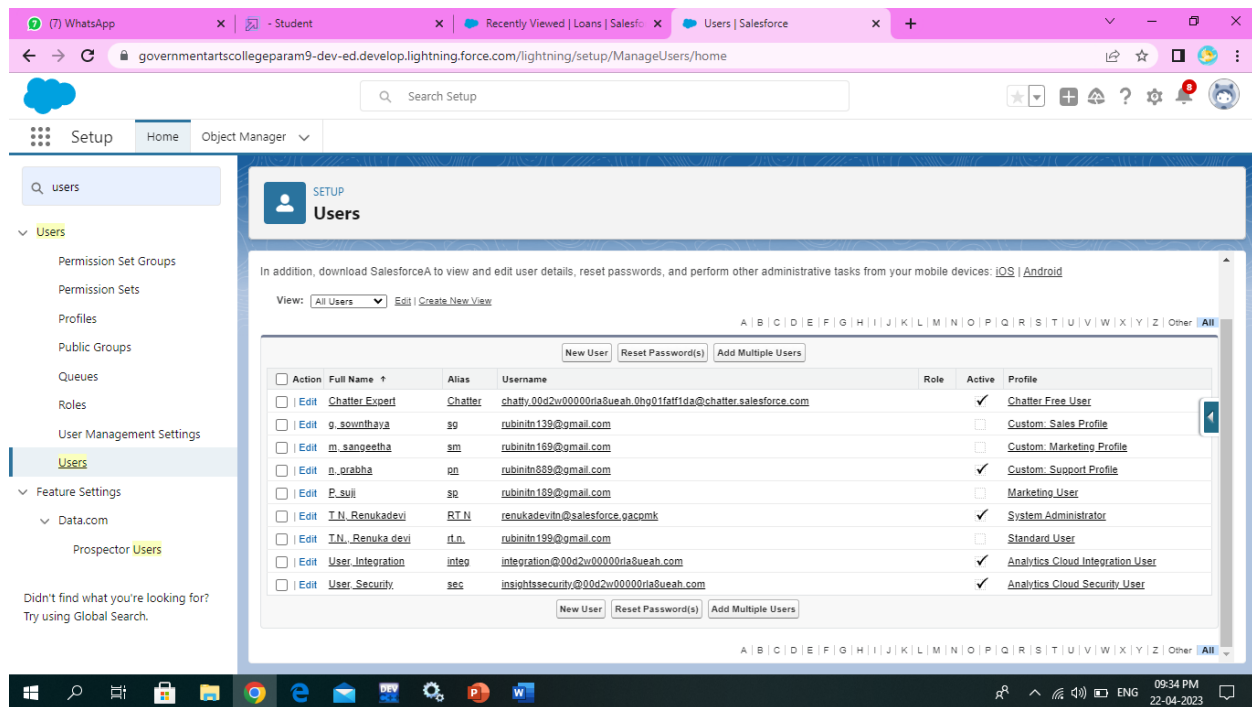 (7) WhatsApp
- Student
Recently Viewed | Loans | Salesfo
Users | Salesforce
governmentartscollegeparam9-dev-ed.develop.lightning.force.com/lightning/setup/ManageUsers/home
Search Setup
8
Setup Home Object Manager
users
Users
Permission Set Groups
Permission Sets
Profiles
Public Groups
Queues
Roles
User Management Settings
Users
Feature Settings
Data.com
Prospector Users
Didn't find what you're looking for?
Try using Global Search.
SETUP
Users
In addition, download SalesforceA to view and edit user details, reset passwords, and perform other administrative tasks from your mobile devices: iOS | Android
View: All Users Edit | Create New View
A | B | C | D | E | F | G | H | I | J | K | L | M | N | O | P | Q | R | S | T | U | V | W | X | Y | Z | Other All
New User Reset Password(s) Add Multiple Users
Action Full Name ↑ Alias Username Role Active Profile
| Edit Chatter Expert Chatter chatty.00d2w00000rla8ueah.0hg01fatf1da@chatter.salesforce.com ✓ Chatter Free User
| Edit g, sownthaya sg rubinitn139@gmail.com Custom: Sales Profile
| Edit m, sangeetha sm rubinitn169@gmail.com Custom: Marketing Profile
| Edit n, prabha pn rubinitn889@gmail.com ✓ Custom: Support Profile
| Edit P, suji sp rubinitn189@gmail.com Marketing User
| Edit T N, Renukadevi RT N renukadevitn@salesforce.gacpmk ✓ System Administrator
| Edit T.N., Renuka devi rt.n. rubinitn199@gmail.com Standard User
| Edit User, Integration integ integration@00d2w00000rla8ueah.com ✓ Analytics Cloud Integration User
| Edit User, Security sec insightssecurity@00d2w00000rla8ueah.com ✓ Analytics Cloud Security User
New User Reset Password(s) Add Multiple Users
A | B | C | D | E | F | G | H | I | J | K | L | M | N | O | P | Q | R | S | T | U | V | W | X | Y | Z | Other All
DEV
ENG
09:34 PM
22-04-2023